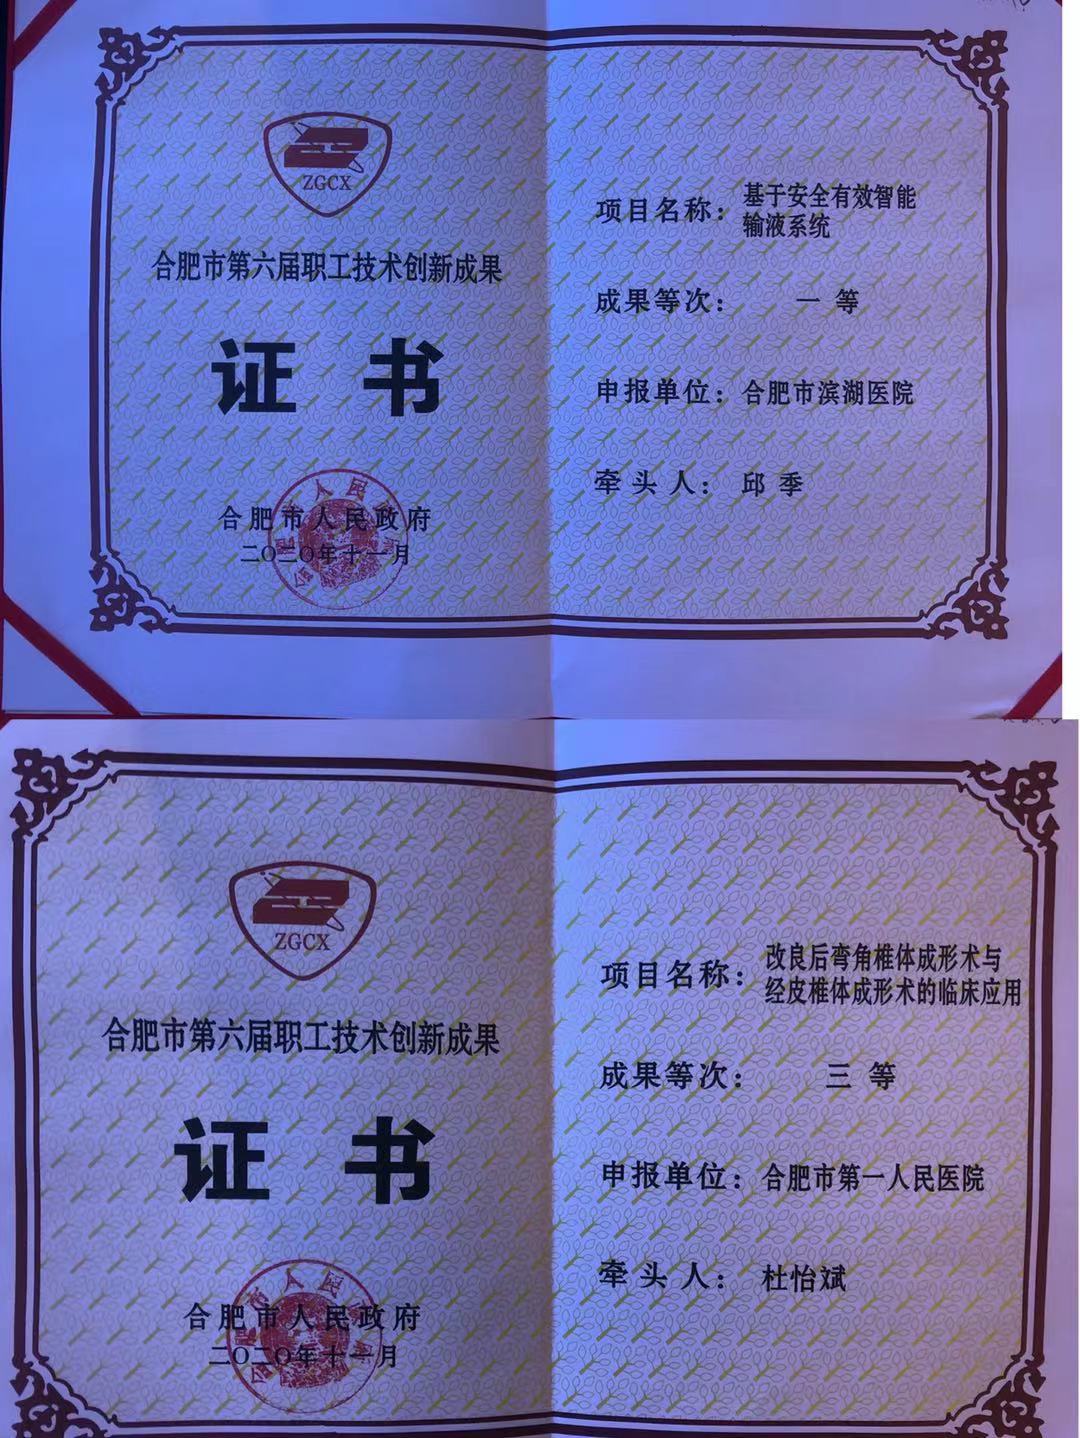 ZGCX
合肥市第六届职工技术创新成果
证 书
合肥市人民政府
二〇二〇年十一月
项目名称：基于安全有效智能
输液系统
成果等次： 一 等
申报单位：合肥市滨湖医院
牵头人：邱 季
ZGCX
合肥市第六届职工技术创新成果
证 书
合肥市人民政府
二〇二〇年十一月
项目名称：改良后弯角椎体成形术与
经皮椎体成形术的临床应用
成果等次： 三 等
申报单位：合肥市第一人民医院
牵头人：杜怡斌